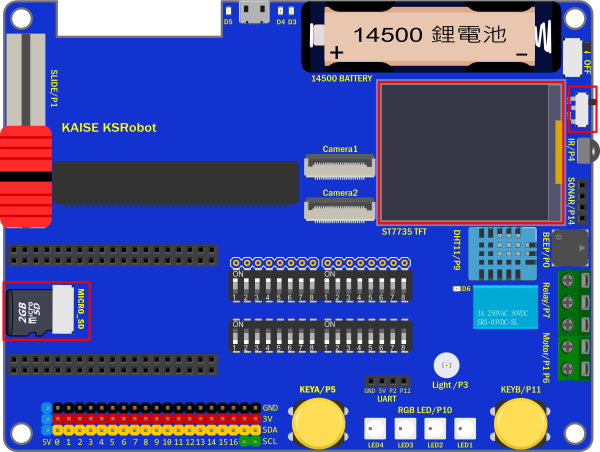 D5
D4 D3
14500 鋰電池
+ −
14500 BATTERY
OFF
SLIDE/P1
KAISE KSRobot
Camera1
Camera2
IR/P4
SONAR/P14
ST7735 TFT
DHT11/P9
BEEP/P0
ON
1 2 3 4 5 6 7 8
ON
1 2 3 4 5 6 7 8
ON
1 2 3 4 5 6 7 8
ON
1 2 3 4 5 6 7 8
2GB
micro
SD
MICRO_SD
D6
3A 250VAC 30VDC
SRS-03VDC-SL
Relay/P7
Motor/P1 P6
Light /P3
GND 5V P2 P12
UART
KEYA/P5
KEYB/P11
RGB LED/P10
LED4 LED3 LED2 LED1
GND
3V
SDA
SCL
5V 0 1 2 3 4 5 6 7 8 9 10 11 12 13 14 15 16